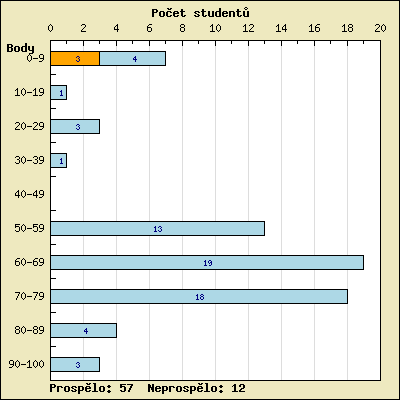 Počet studentů
0 2 4 6 8 10 12 14 16 18 20
Body
0-9 3 4
10-19 1
20-29 3
30-39 1
40-49
50-59 13
60-69 19
70-79 18
80-89 4
90-100 3
Prospělo: 57 Neprospělo: 12